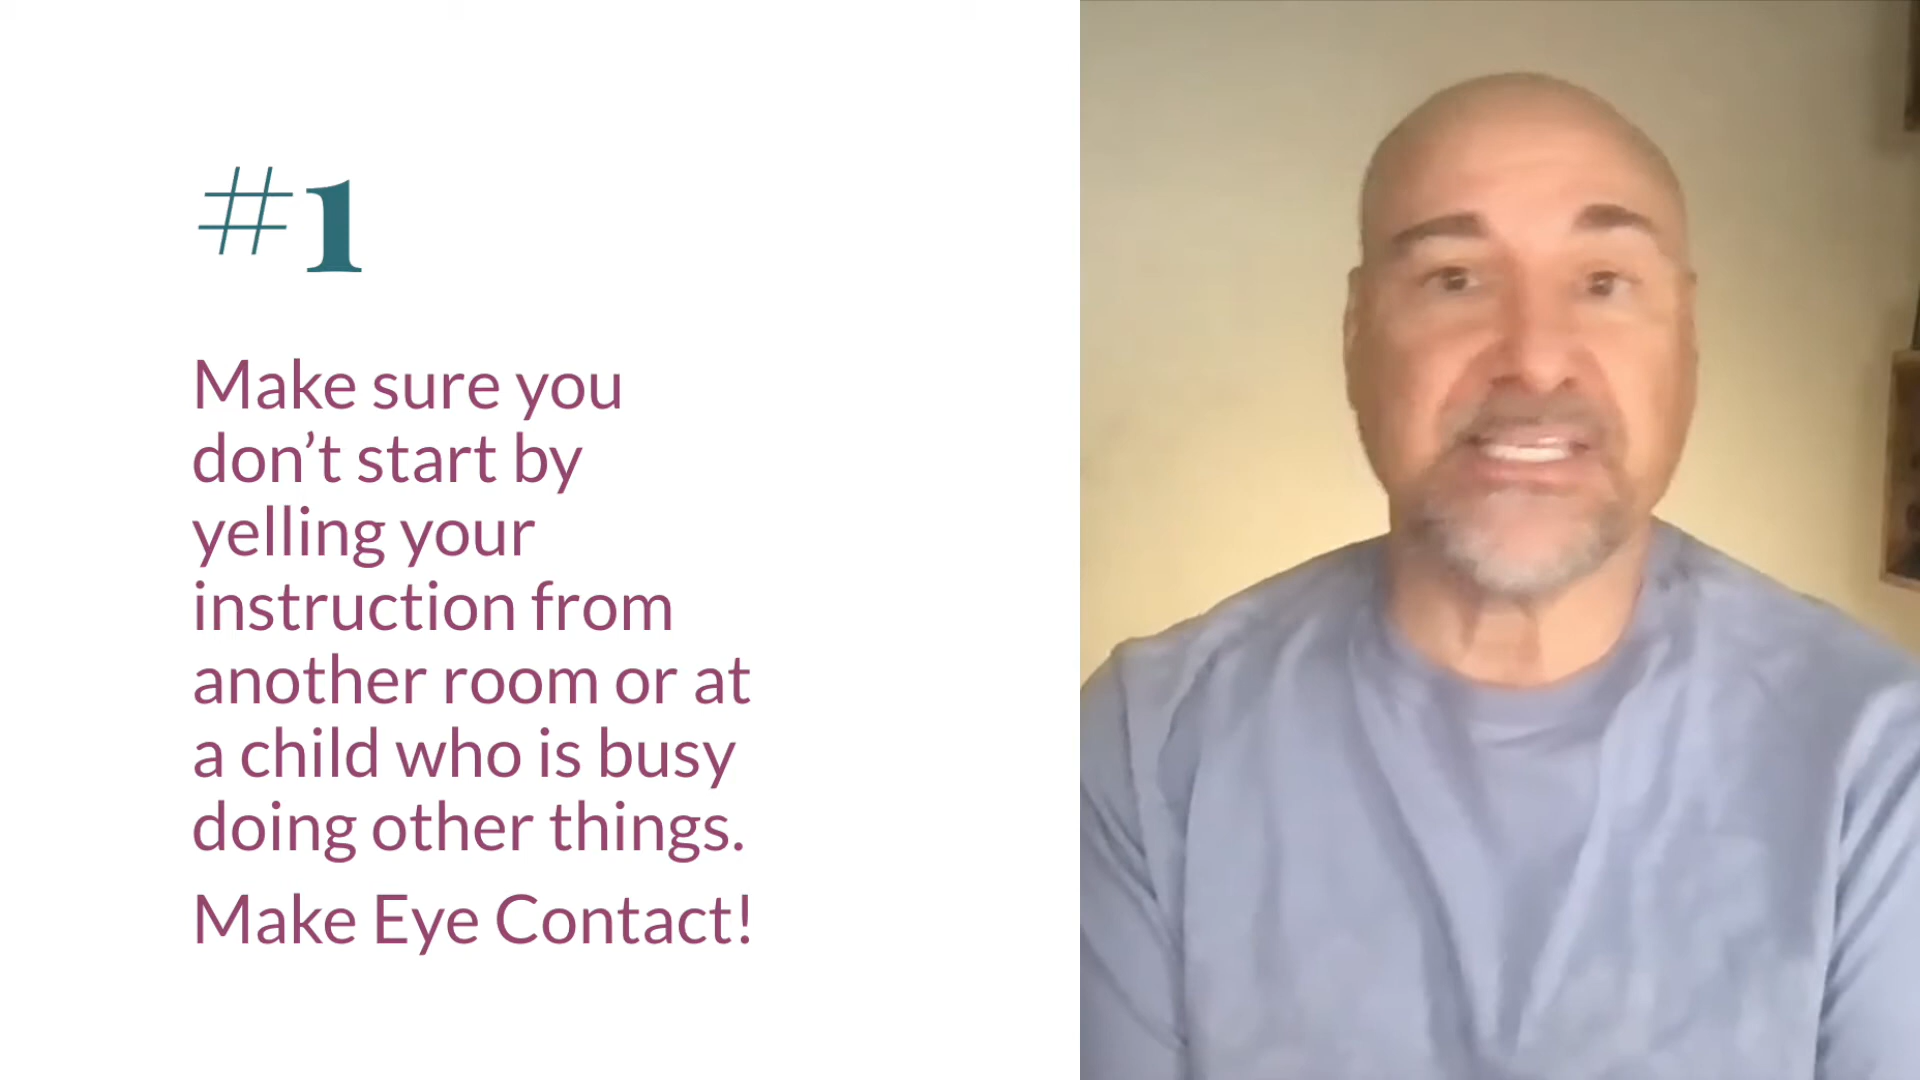 #1
Make sure you
don’t start by
yelling your
instruction from
another room or at
a child who is busy
doing other things.
Make Eye Contact!